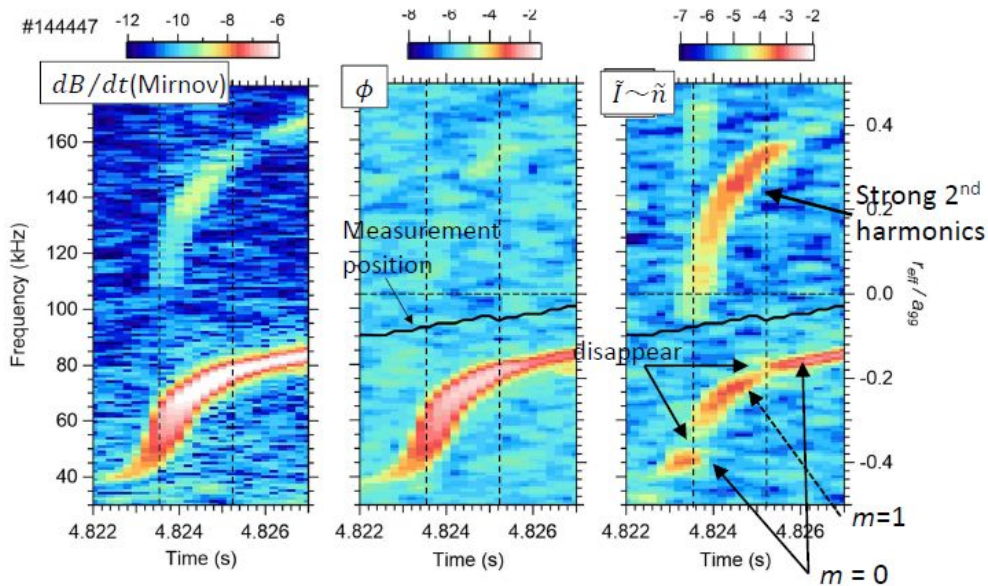 #144447
-12 -10 -8 -6
-8 -6 -4 -2
-7 -6 -5 -4 -3 -2
dB/dt(Mirnov)
ϕ
Ĩ~ñ
Frequency (kHz)
160
140
120
100
80
60
40
Measurement
position
disappear
Strong 2nd
harmonics
0.4
0.2
0.0
-0.2
-0.4
r_eff / a_99
m=1
m = 0
4.822 4.824 4.826
Time (s)
4.822 4.824 4.826
Time (s)
4.822 4.824 4.826
Time (s)